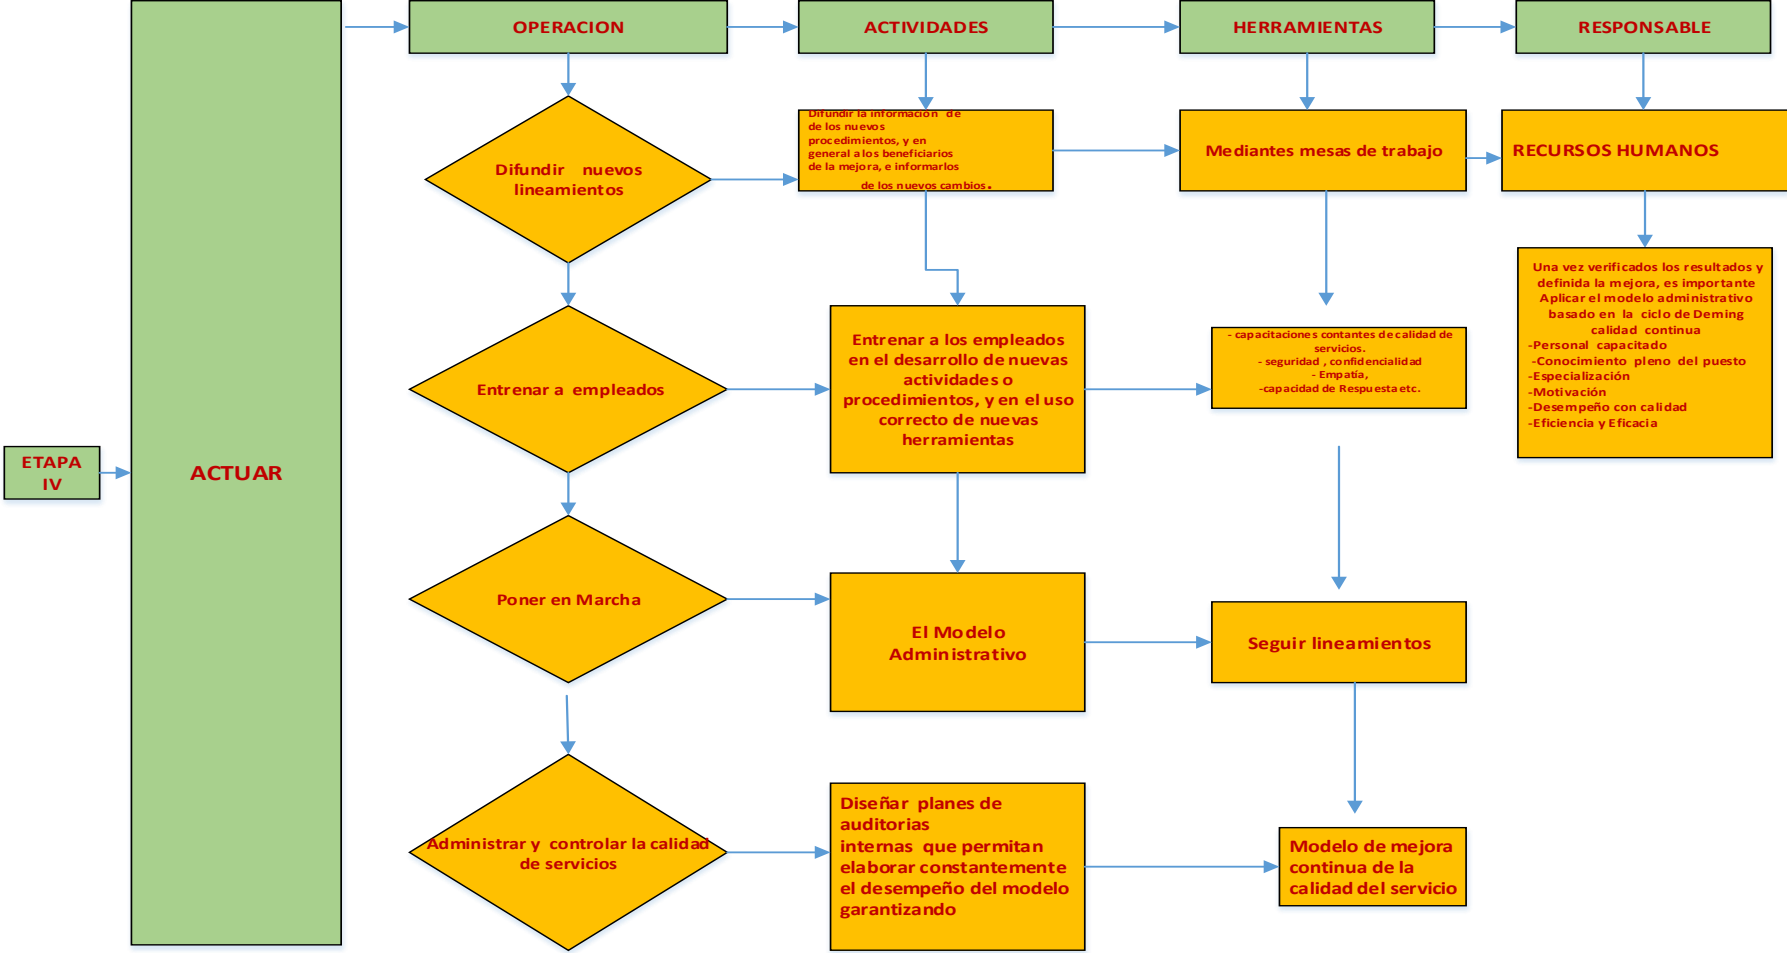 OPERACION
ACTIVIDADES
HERRAMIENTAS
RESPONSABLE
ETAPA
IV
ACTUAR
Difundir nuevos
lineamientos
Difundir la información de
de los nuevos
procedimientos, y en
general a los beneficiarios
de la mejora, e informarlos
de los nuevos cambios.
Mediantes mesas de trabajo
RECURSOS HUMANOS
Una vez verificados los resultados y
definida la mejora, es importante
Aplicar el modelo administrativo
basado en la ciclo de Deming
calidad continua
-Personal capacitado
-Conocimiento pleno del puesto
-Especialización
-Motivación
-Desempeño con calidad
-Eficiencia y Eficacia
Entrenar a empleados
Entrenar a los empleados
en el desarrollo de nuevas
actividades o
procedimientos, y en el uso
correcto de nuevas
herramientas
- capacitaciones contantes de calidad de
servicios.
- seguridad , confidencialidad
- Empatía,
-capacidad de Respuesta etc.
Poner en Marcha
El Modelo
Administrativo
Seguir lineamientos
Administrar y controlar la calidad
de servicios
Diseñar planes de
auditorias
internas que permitan
elaborar constantemente
el desempeño del modelo
garantizando
Modelo de mejora
continua de la
calidad del servicio